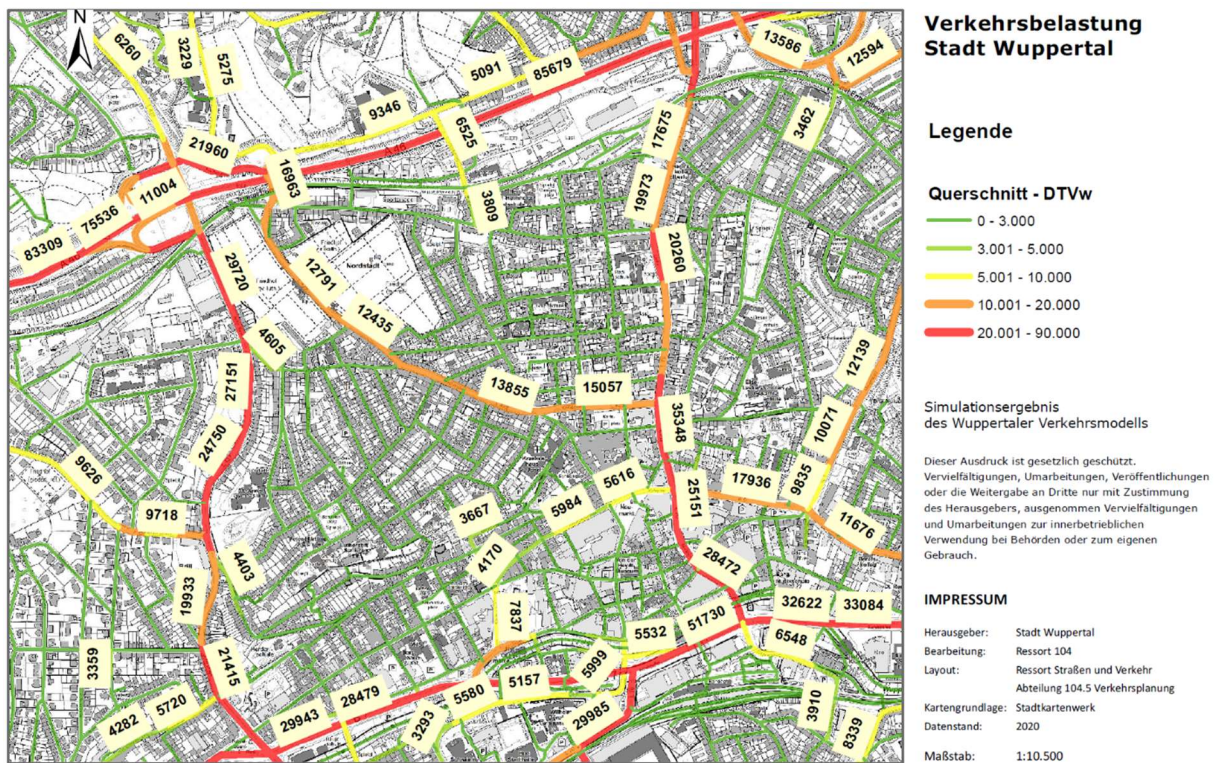 N
6260
3229
5275
5091
85679
13586
12594
9346
6525
17675
3462
21960
16963
11004
3809
19973
75536
83309
A 46
29720
Nordstadt
12791
20260
12435
4605
12139
27151
13855
15057
35348
10071
24750
9626
17936
9835
5616
25151
9718
3667
5984
11676
4170
28472
4403
19933
7837
32622
33084
51730
5532
6548
3359
21415
5999
5157
5580
28479
5720
4282
29943
3293
29985
3910
8339
Verkehrsbelastung
Stadt Wuppertal
Legende
Querschnitt - DTVw
0 - 3.000
3.001 - 5.000
5.001 - 10.000
10.001 - 20.000
20.001 - 90.000
Simulationsergebnis
des Wuppertaler Verkehrsmodells
Dieser Ausdruck ist gesetzlich geschützt.
Vervielfältigungen, Umarbeitungen, Veröffentlichungen
oder die Weitergabe an Dritte nur mit Zustimmung
des Herausgebers, ausgenommen Vervielfältigungen
und Umarbeitungen zur innerbetrieblichen
Verwendung bei Behörden oder zum eigenen
Gebrauch.
IMPRESSUM
Herausgeber: Stadt Wuppertal
Bearbeitung: Ressort 104
Layout: Ressort Straßen und Verkehr
Abteilung 104.5 Verkehrsplanung
Kartengrundlage: Stadtkartenwerk
Datenstand: 2020
Maßstab: 1:10.500